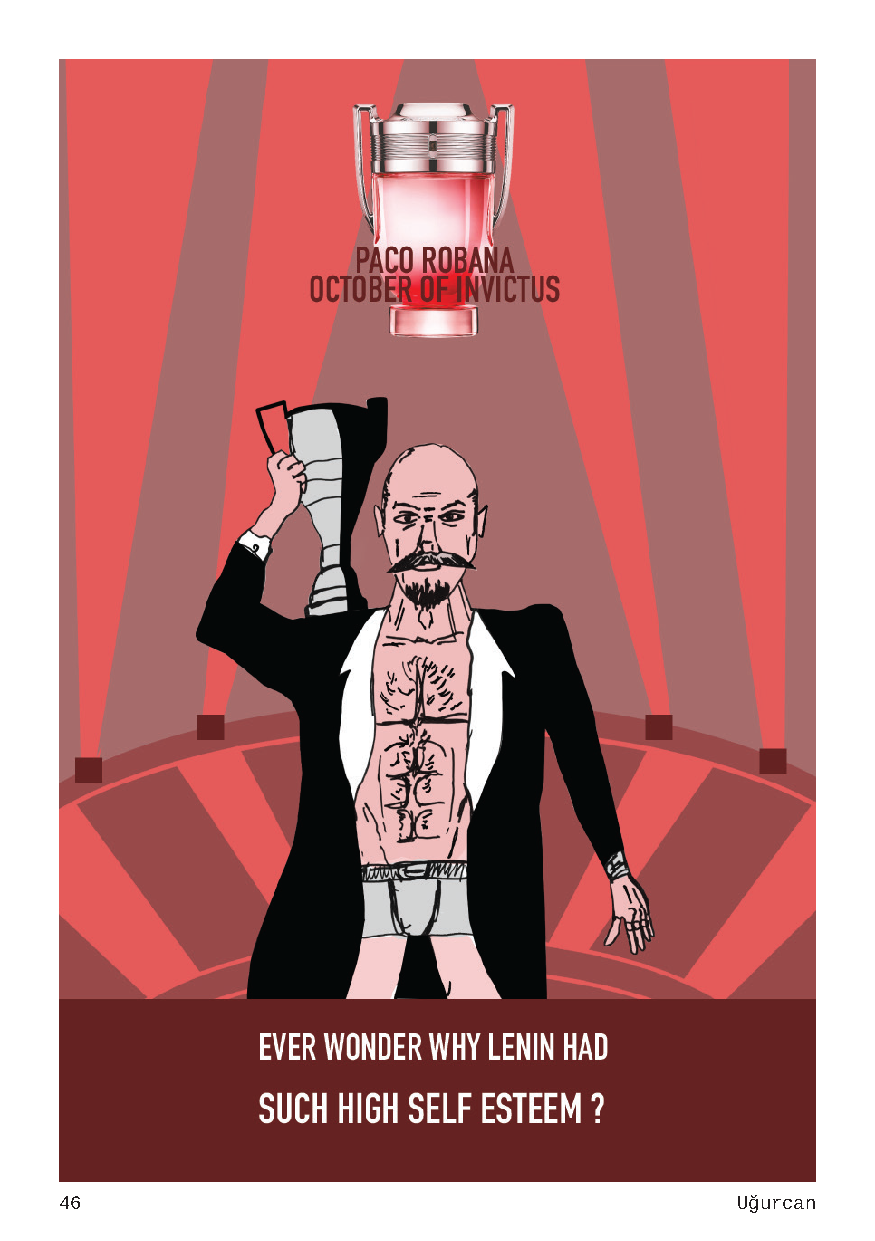 PACO ROBANA
OCTOBER OF INVICTUS
EVER WONDER WHY LENIN HAD
SUCH HIGH SELF ESTEEM ?
46
Uğurcan